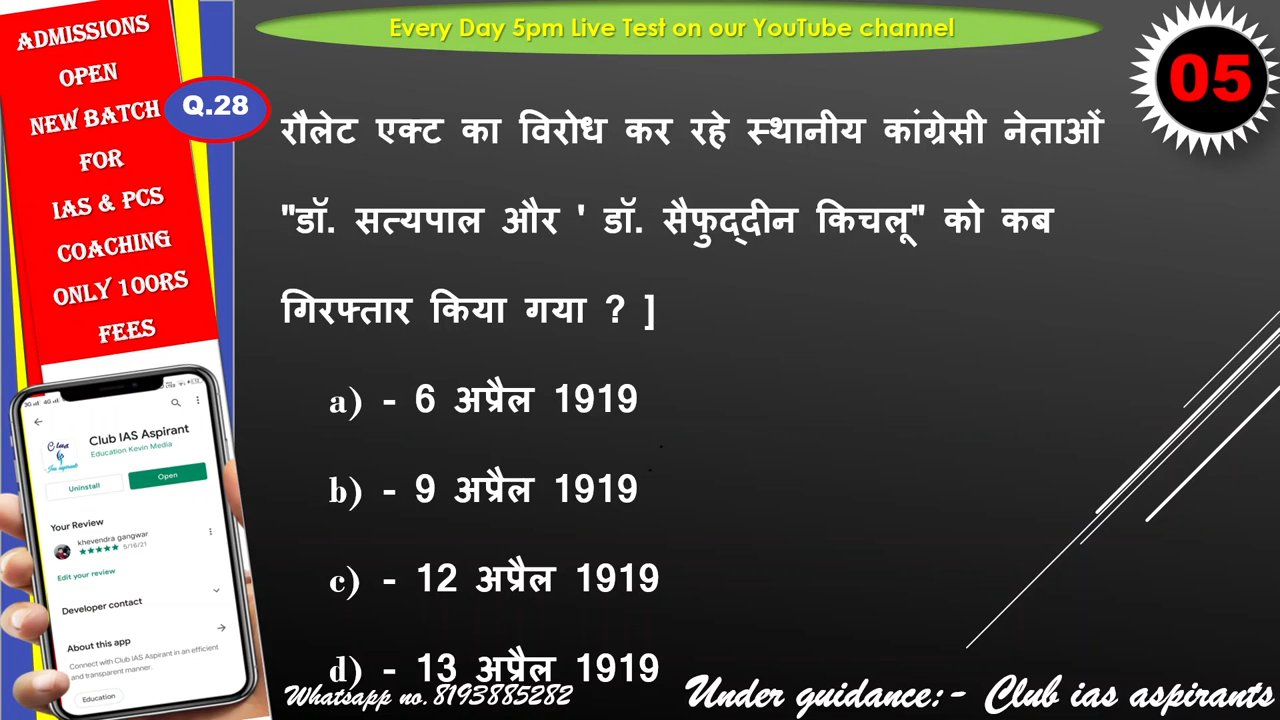 Every Day 5pm Live Test on our YouTube channel
ADMISSIONS
OPEN
NEW BATCH
FOR
IAS & PCS
COACHING
ONLY 100RS
FEES
Q.28
05
रौलेट एक्ट का विरोध कर रहे स्थानीय कांग्रेसी नेताओं
"डॉ. सत्यपाल और ' डॉ. सैफुद्दीन किचलू" को कब
गिरफ्तार किया गया ? ]
a) - 6 अप्रैल 1919
b) - 9 अप्रैल 1919
c) - 12 अप्रैल 1919
d) - 13 अप्रैल 1919
Club IAS Aspirant
Education Kevin Media
Uninstall
Open
Your Review
khevendra gangwar
5/16/21
Edit your review
Developer contact
About this app
Connect with Club IAS Aspirant in an efficient
and transparent manner.
Education
Whatsapp no. 8193885282
Under guidance:- Club ias aspirants